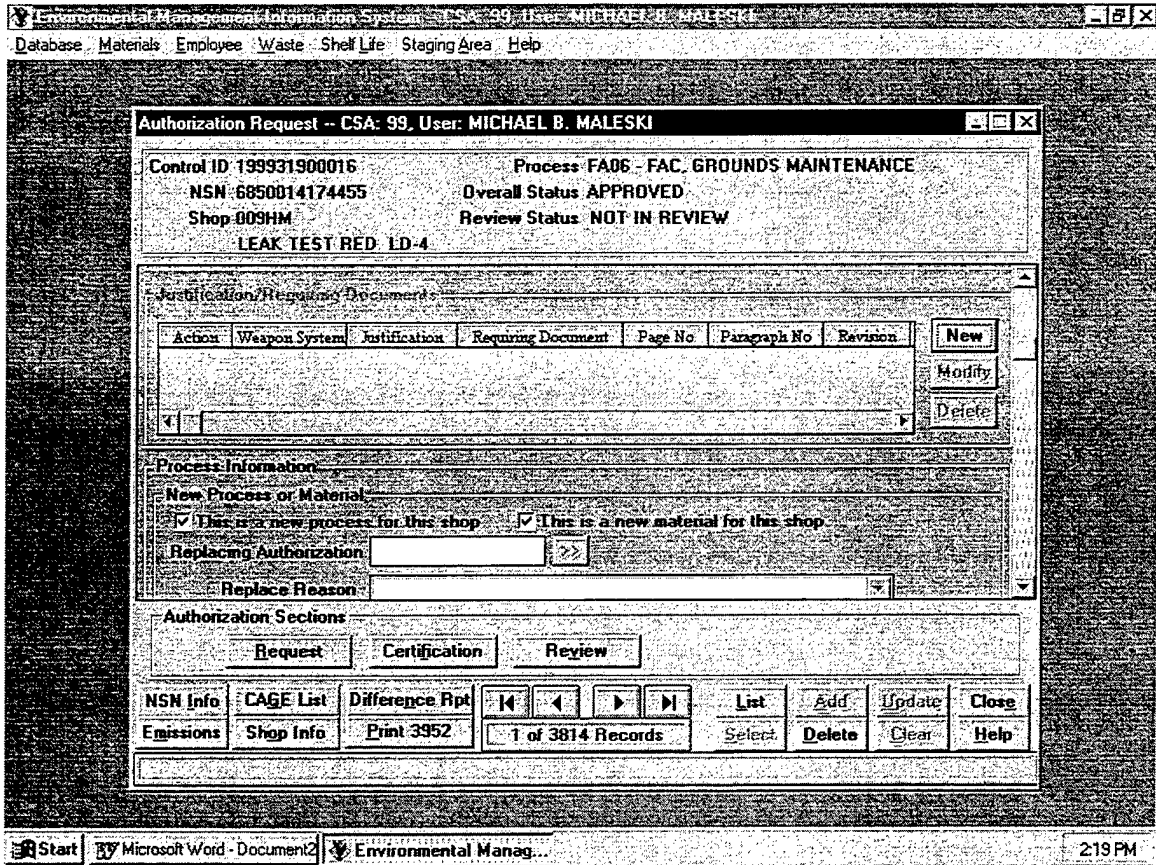 Environmental Management Information System -- CSA: 99, User: MICHAEL B. MALESKI
Database Materials Employee Waste Shelf Life Staging Area Help
Authorization Request -- CSA: 99, User: MICHAEL B. MALESKI
Control ID 199931900016 Process FA06 - FAC, GROUNDS MAINTENANCE
NSN 6850014174455 Overall Status APPROVED
Shop 009HM Review Status NOT IN REVIEW
LEAK TEST RED LD-4
Justification/Requiring Documents
Action Weapon System Justification Requiring Document Page No Paragraph No Revision New
Modify
Delete
Process Information
New Process or Material
This is a new process for this shop This is a new material for this shop
Replacing Authorization >>
Replace Reason
Authorization Sections
Request Certification Review
NSN Info CAGE List Difference Rpt List Add Update Close
Emissions Shop Info Print 3952 1 of 3814 Records Select Delete Clear Help
Start Microsoft Word - Document2 Environmental Manag... 2:19 PM